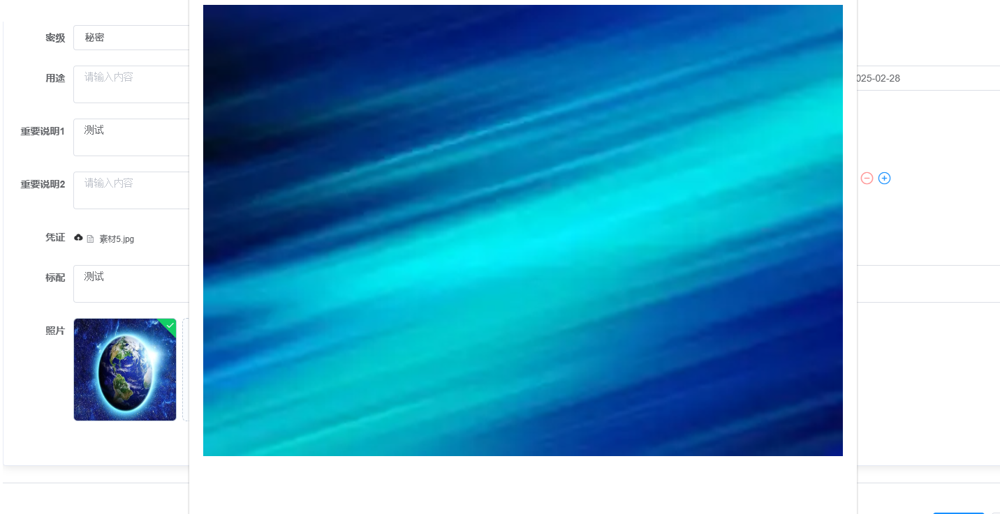 密级 秘密
用途 请输入内容
025-02-28
重要说明1 测试
重要说明2 请输入内容
凭证 素材5.jpg
标配 测试
照片